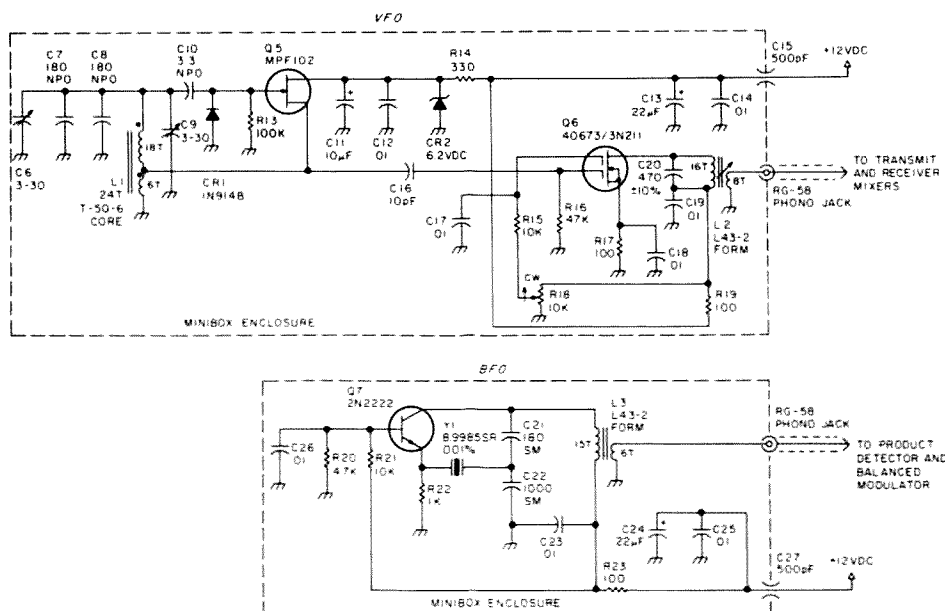 VFO
C7
180
NPO
C8
180
NPO
C10
33
NPO
Q5
MPF102
R14
330
C15
500pF
+12VDC
C6
3-30
18T
L1
24T
T-50-6
CORE
6T
C9
3-30
CR1
1N914B
R13
100K
+
C11
10µF
C12
01
CR2
6.2VDC
C16
10pF
+
C13
22µF
C14
01
Q6
40673/3N211
C20
470
±10%
16T
8T
C19
01
L2
L43-2
FORM
TO TRANSMIT
AND RECEIVER
MIXERS
RG-58
PHONO JACK
C17
01
R15
10K
R16
47K
R17
100
C18
01
CW
R18
10K
R19
100
MINIBOX ENCLOSURE
BFO
Q7
2N2222
Y1
8.9985SR
.001%
C21
180
SM
L3
L43-2
FORM
15T
6T
RG-58
PHONO JACK
TO PRODUCT
DETECTOR AND
BALANCED
MODULATOR
C26
01
R20
4.7K
R21
10K
R22
1K
C22
1000
SM
C23
01
+
C24
22µF
C25
01
R23
100
C27
500pF
+12VDC
MINIBOX ENCLOSURE